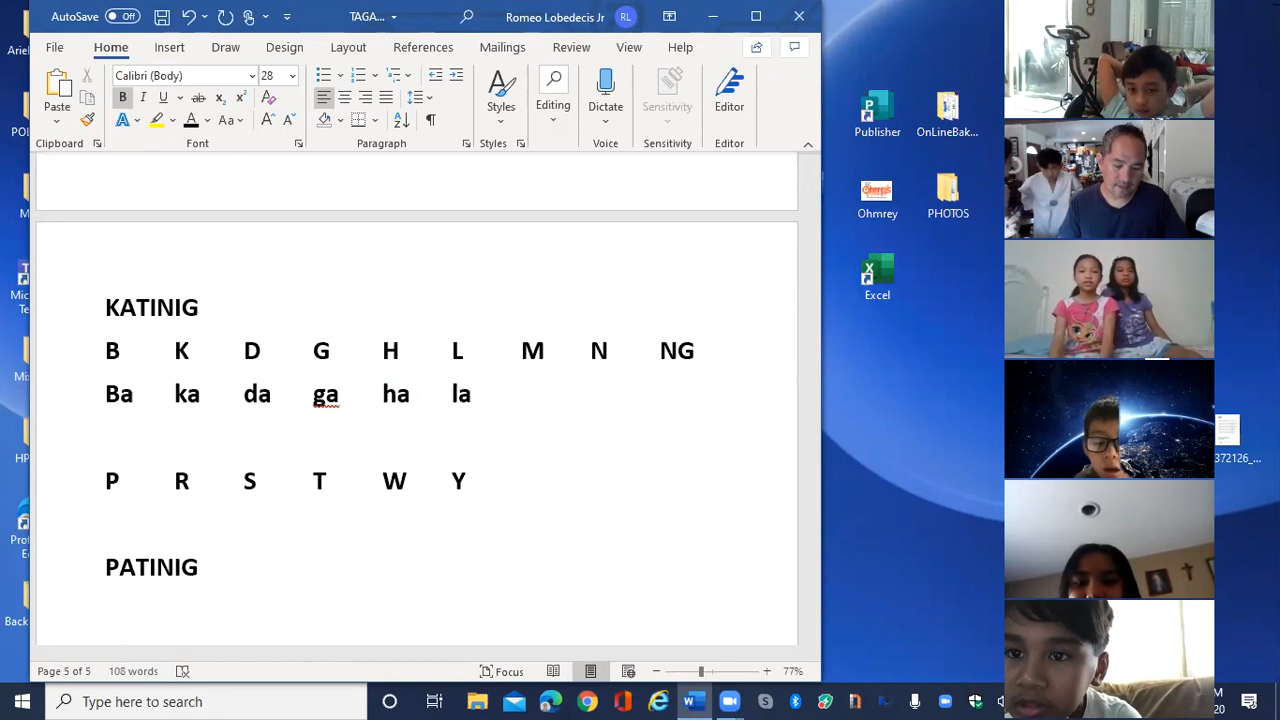 AutoSave Off TAGA... Romeo Lobedecis Jr RL
File Home Insert Draw Design Layout References Mailings Review View Help
Calibri (Body) 28
Paste Styles Editing Dictate Sensitivity Editor
Clipboard Font Paragraph Styles Voice Sensitivity Editor
KATINIG
B K D G H L M N NG
Ba ka da ga ha la
P R S T W Y
PATINIG
Page 5 of 5 108 words Focus 77%
Type here to search
Publisher OnLineBak...
Ohmrey PHOTOS
Excel
372126_...